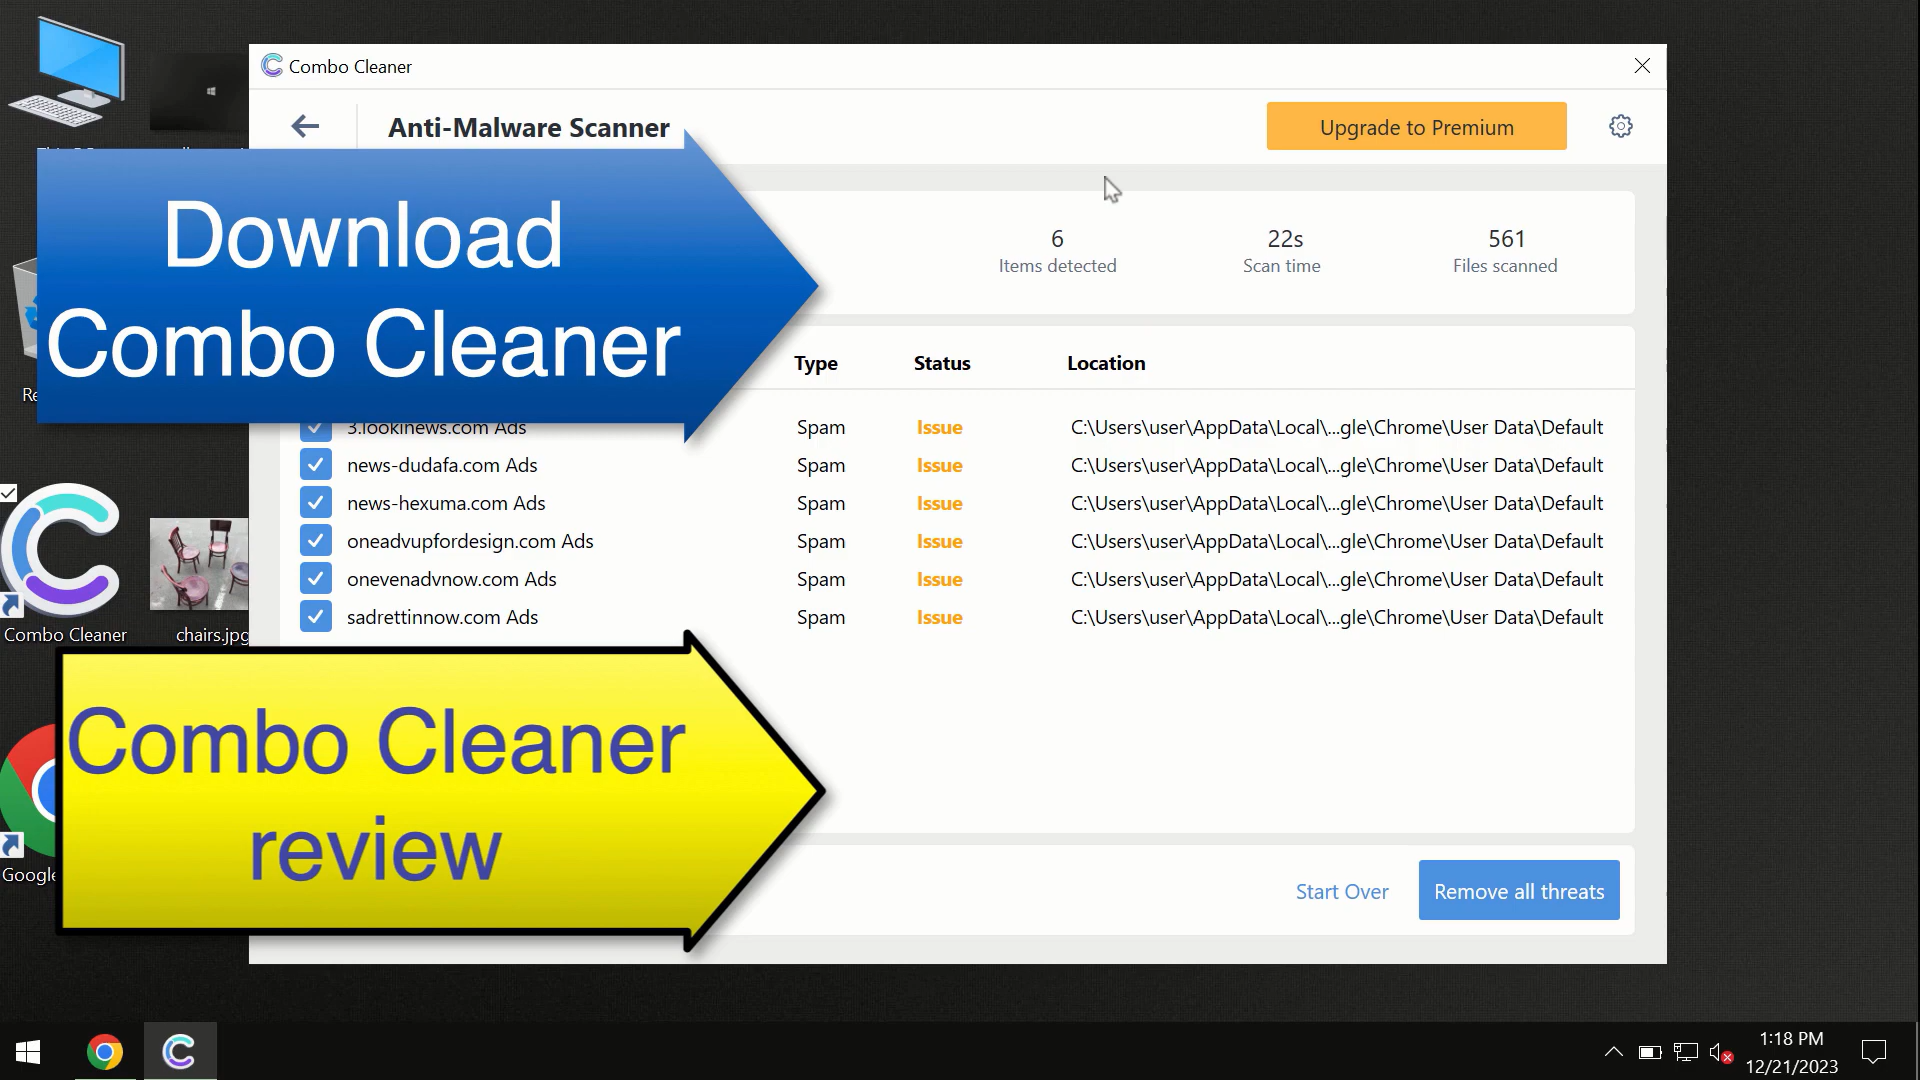 Combo Cleaner
Anti-Malware Scanner
Upgrade to Premium
Download
Combo Cleaner
6
Items detected
22s
Scan time
561
Files scanned
Type Status Location
3.lookinews.com Ads Spam Issue C:\Users\user\AppData\Local\...gle\Chrome\User Data\Default
news-dudafa.com Ads Spam Issue C:\Users\user\AppData\Local\...gle\Chrome\User Data\Default
news-hexuma.com Ads Spam Issue C:\Users\user\AppData\Local\...gle\Chrome\User Data\Default
oneadvupfordesign.com Ads Spam Issue C:\Users\user\AppData\Local\...gle\Chrome\User Data\Default
onevenadvnow.com Ads Spam Issue C:\Users\user\AppData\Local\...gle\Chrome\User Data\Default
sadrettinnow.com Ads Spam Issue C:\Users\user\AppData\Local\...gle\Chrome\User Data\Default
Combo Cleaner
chairs.jpg
Combo Cleaner
review
Google
Start Over
Remove all threats
1:18 PM
12/21/2023